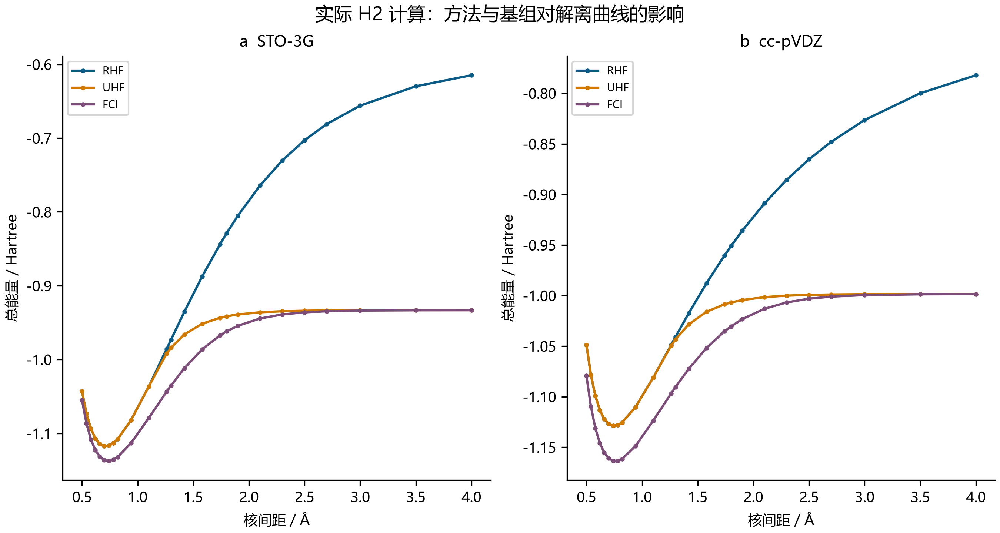 实际 H2 计算：方法与基组对解离曲线的影响
a STO-3G
RHF
UHF
FCI
-0.6
-0.7
-0.8
-0.9
-1.0
-1.1
总能量 / Hartree
0.5 1.0 1.5 2.0 2.5 3.0 3.5 4.0
核间距 / Å
b cc-pVDZ
RHF
UHF
FCI
-0.80
-0.85
-0.90
-0.95
-1.00
-1.05
-1.10
-1.15
总能量 / Hartree
0.5 1.0 1.5 2.0 2.5 3.0 3.5 4.0
核间距 / Å